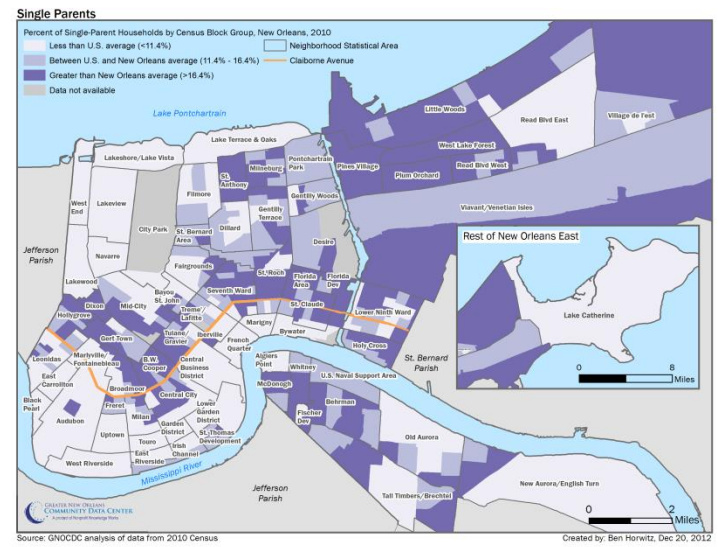 Single Parents
Percent of Single-Parent Households by Census Block Group, New Orleans, 2010
Less than U.S. average (<11.4%)
Between U.S. and New Orleans average (11.4% - 16.4%)
Greater than New Orleans average (>16.4%)
Data not available
Neighborhood Statistical Area
Claiborne Avenue
Lake Pontchartrain
Little Woods
Read Blvd East
Village de l'est
Lake Terrace & Oaks
West Lake Forest
Lakeshore/Lake Vista
Milneburg
Pontchartrain
Park
Pines Village
Read Blvd West
Plum Orchard
St.
Anthony
Filmore
Gentilly Woods
West
End
Lakeview
Gentilly
Terrace
Viavant/Venetian Isles
City Park
St. Bernard
Area
Dillard
Desire
Rest of New Orleans East
Jefferson
Parish
Navarre
Fairgrounds
St. Roch
Florida
Area
Florida
Dev
Lakewood
Bayou
St. John
Seventh Ward
Lake Catherine
Dixon
Mid-City
Treme/
Lafitte
St. Claude
Lower Ninth Ward
Hollygrove
Marigny
Bywater
Gert Town
Tulane/
Gravier
Iberville
French
Quarter
Holy Cross
St. Bernard
Parish
Leonidas
Marlyville/
Fontainebleau
B.W.
Cooper
Central
Business
District
Algiers
Point
Whitney
U.S. Naval Support Area
0
8
Miles
East
Carrollton
McDonogh
Broadmoor
Central City
Black
Pearl
Freret
Milan
Lower
Garden
District
Behrman
Fischer
Dev
Audubon
Garden
District
St. Thomas
Development
Uptown
Touro
Irish
Channel
Old Aurora
West Riverside
East
Riverside
Mississippi River
Jefferson
Parish
Tall Timbers/Brechtel
New Aurora/English Turn
GREATER NEW ORLEANS
COMMUNITY DATA CENTER
A product of Nonprofit Knowledge Works
0
2
Miles
Source: GNOCDC analysis of data from 2010 Census
Created by: Ben Horwitz, Dec 20, 2012